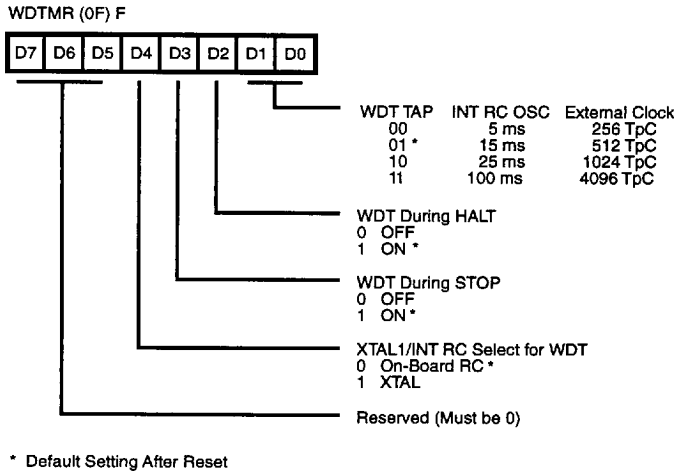 WDTMR (0F) F
D7 D6 D5 D4 D3 D2 D1 D0
WDT TAP INT RC OSC External Clock
00 5 ms 256 TpC
01 * 15 ms 512 TpC
10 25 ms 1024 TpC
11 100 ms 4096 TpC
WDT During HALT
0 OFF
1 ON *
WDT During STOP
0 OFF
1 ON *
XTAL1/INT RC Select for WDT
0 On-Board RC *
1 XTAL
Reserved (Must be 0)
* Default Setting After Reset